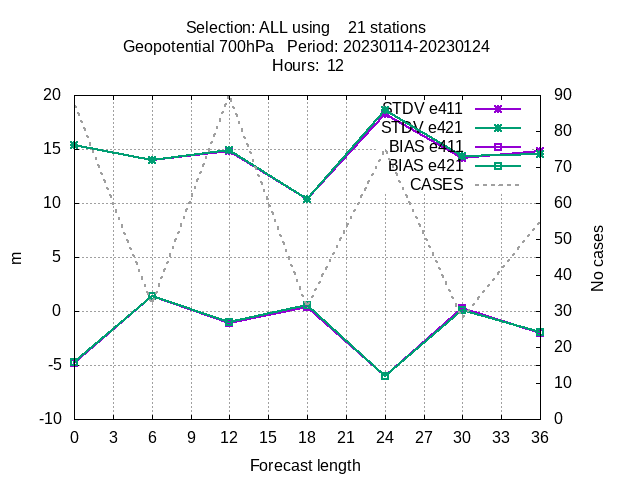 Selection: ALL using 21 stations
Geopotential 700hPa Period: 20230114-20230124
Hours: 12
20
15
10
5
0
-5
-10
m
90
80
70
60
50
40
30
20
10
0
No cases
STDV e411
STDV e421
BIAS e411
BIAS e421
CASES
0 3 6 9 12 15 18 21 24 27 30 33 36
Forecast length